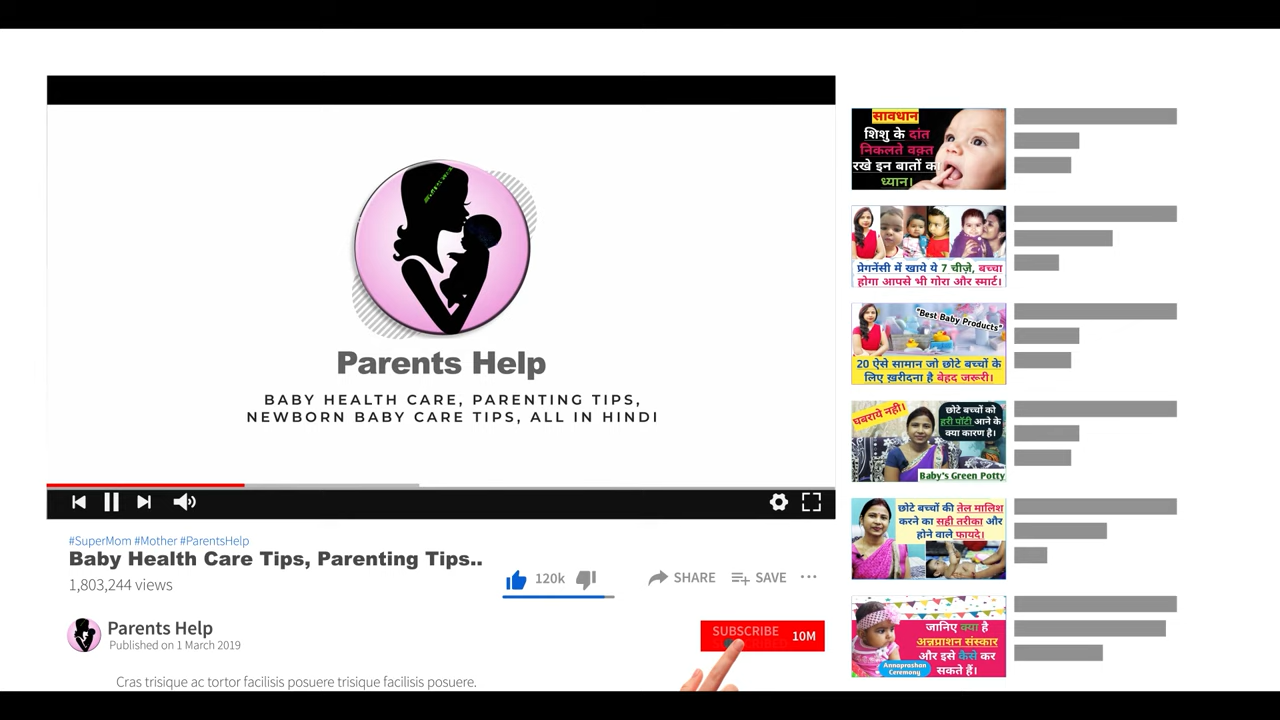 Parents Help
BABY HEALTH CARE, PARENTING TIPS,
NEWBORN BABY CARE TIPS, ALL IN HINDI
#SuperMom #Mother #ParentsHelp
Baby Health Care Tips, Parenting Tips..
1,803,244 views
120k
SHARE
SAVE
Parents Help
Published on 1 March 2019
SUBSCRIBE 10M
Cras trisique ac tortor facilisis posuere trisique facilisis posuere.
सावधान
शिशु के दांत
निकलते वक़्त
रखे इन बातों का
ध्यान।
प्रेगनेंसी में खाये ये 7 चीज़े, बच्चा
होगा आपसे भी गोरा और स्मार्ट।
"Best Baby Products"
20 ऐसे सामान जो छोटे बच्चों के
लिए ख़रीदना है बेहद जरूरी।
घबराये नही।
छोटे बच्चों को
हरी पॉटी आने के
क्या कारण है।
Baby's Green Potty
छोटे बच्चों की तेल मालिश
करने का सही तरीका और
होने वाले फायदे।
जानिए क्या है
अन्नप्राशन संस्कार
और इसे कैसे कर
सकते हैं।
Annaprashan
Ceremony